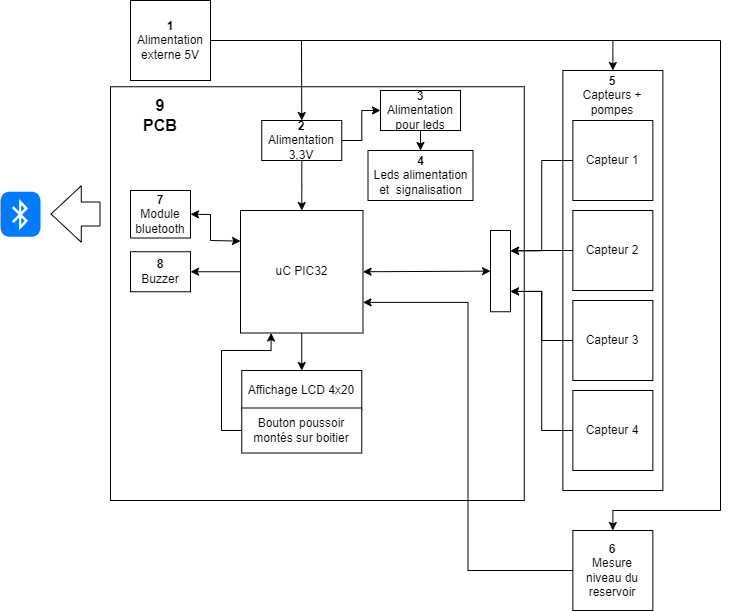 1
Alimentation
externe 5V
9
PCB
2
Alimentation
3,3V
3
Alimentation
pour leds
4
Leds alimentation
et signalisation
5
Capteurs +
pompes
Capteur 1
Capteur 2
Capteur 3
Capteur 4
7
Module
bluetooth
8
Buzzer
uC PIC32
Affichage LCD 4x20
Bouton poussoir
montés sur boitier
6
Mesure
niveau du
reservoir